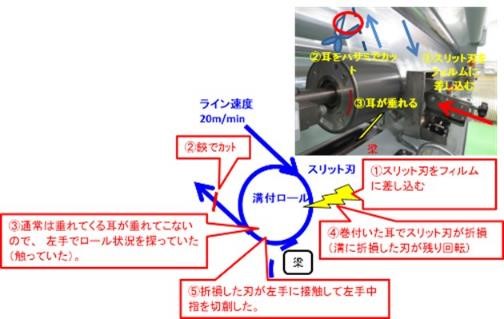 ②耳をハサミでカッ
ト
①スリット刃を
フィルムに
差し込む
③耳が垂れる
梁
ライン速度
20m/min
②鋏でカット
スリット刃
①スリット刃をフィルム
に差し込む
溝付ロール
③通常は垂れてくる耳が垂れてこない
ので、左手でロール状況を探っていた
(触っていた)。
④巻付いた耳でスリット刃が折損
(溝に折損した刃が残り回転)
梁
⑤折損した刃が左手に接触して左手中
指を切創した。